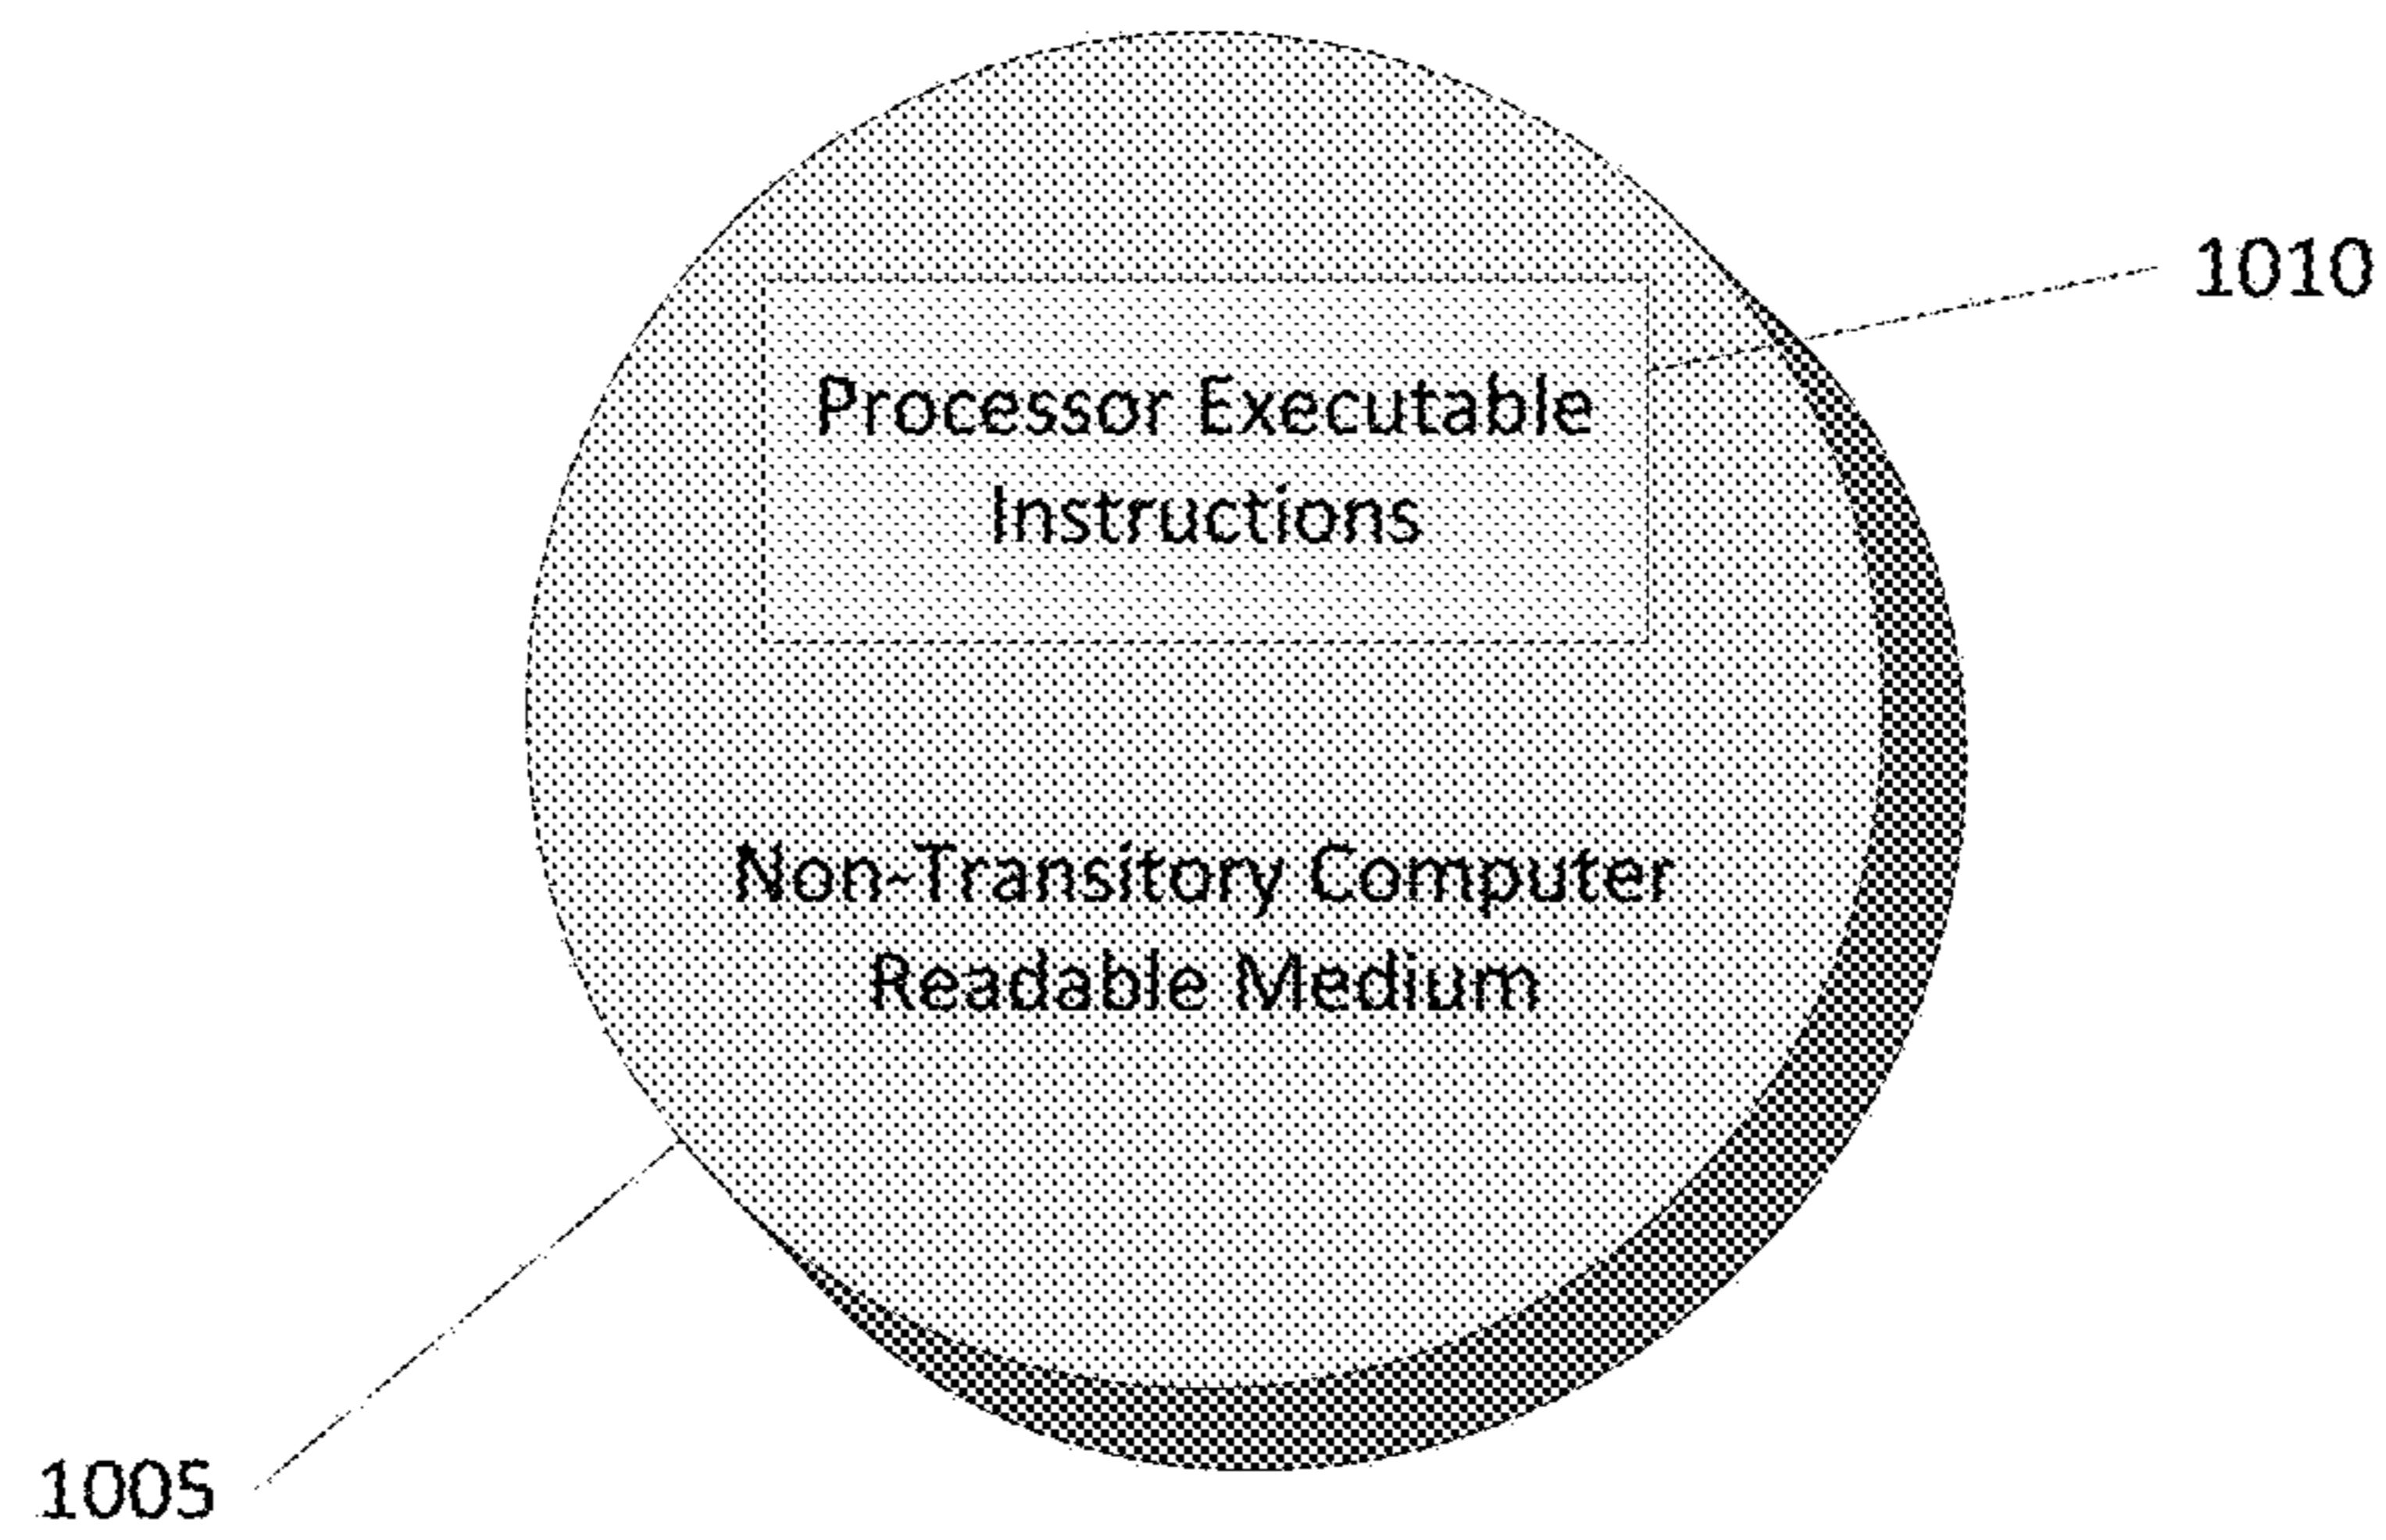 1010
Processor Executable
Instructions
Non-Transitory Computer
Readable Medium
1005